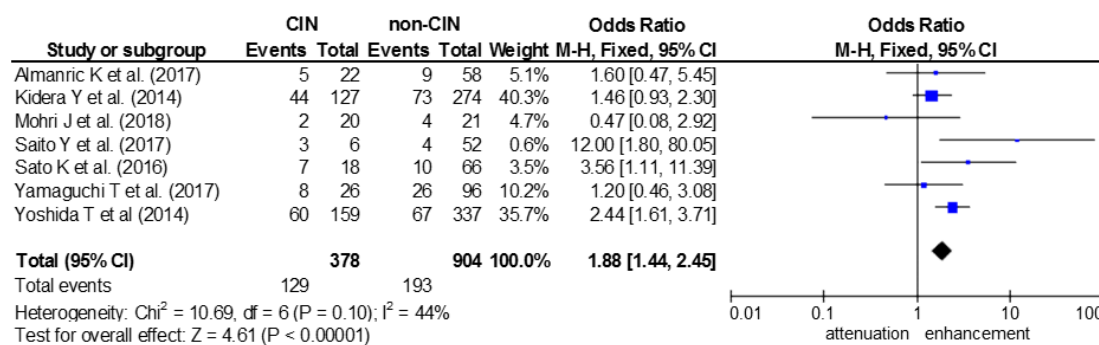 CIN non-CIN Odds Ratio Odds Ratio
Study or subgroup Events Total Events Total Weight M-H, Fixed, 95% CI M-H, Fixed, 95% CI
Almanric K et al. (2017) 5 22 9 58 5.1% 1.60 [0.47, 5.45]
Kidera Y et al. (2014) 44 127 73 274 40.3% 1.46 [0.93, 2.30]
Mohri J et al. (2018) 2 20 4 21 4.7% 0.47 [0.08, 2.92]
Saito Y et al. (2017) 3 6 4 52 0.6% 12.00 [1.80, 80.05]
Sato K et al. (2016) 7 18 10 66 3.5% 3.56 [1.11, 11.39]
Yamaguchi T et al. (2017) 8 26 26 96 10.2% 1.20 [0.46, 3.08]
Yoshida T et al (2014) 60 159 67 337 35.7% 2.44 [1.61, 3.71]
Total (95% CI) 378 904 100.0% 1.88 [1.44, 2.45]
Total events 129 193
Heterogeneity: Chi² = 10.69, df = 6 (P = 0.10); I² = 44%
Test for overall effect: Z = 4.61 (P < 0.00001)
0.01 0.1 1 10 100
attenuation enhancement